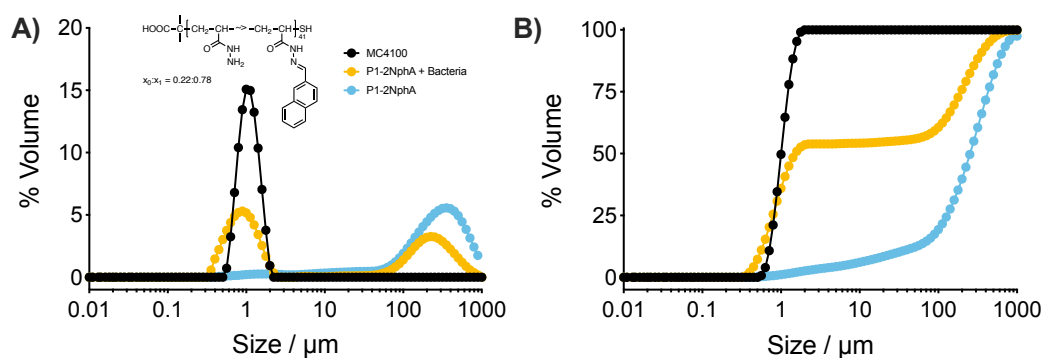 A)
HOOC
SH
41
O
NH
NH₂
O
NH
N
x₀:x₁ = 0.22:0.78
MC4100
P1-2NphA + Bacteria
P1-2NphA
% Volume
20
15
10
5
0
0.01
0.1
1
10
100
1000
Size / μm
B)
% Volume
100
75
50
25
0
0.01
0.1
1
10
100
1000
Size / μm